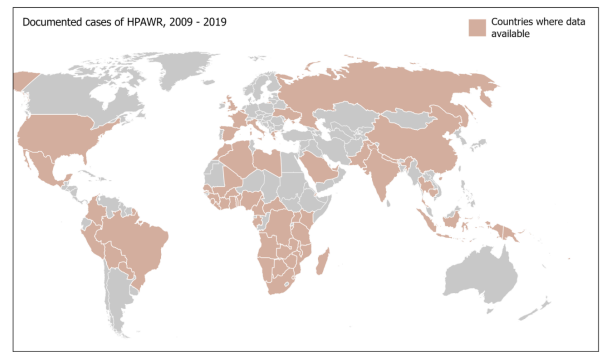 Documented cases of HPAWR, 2009 - 2019
Countries where data
available